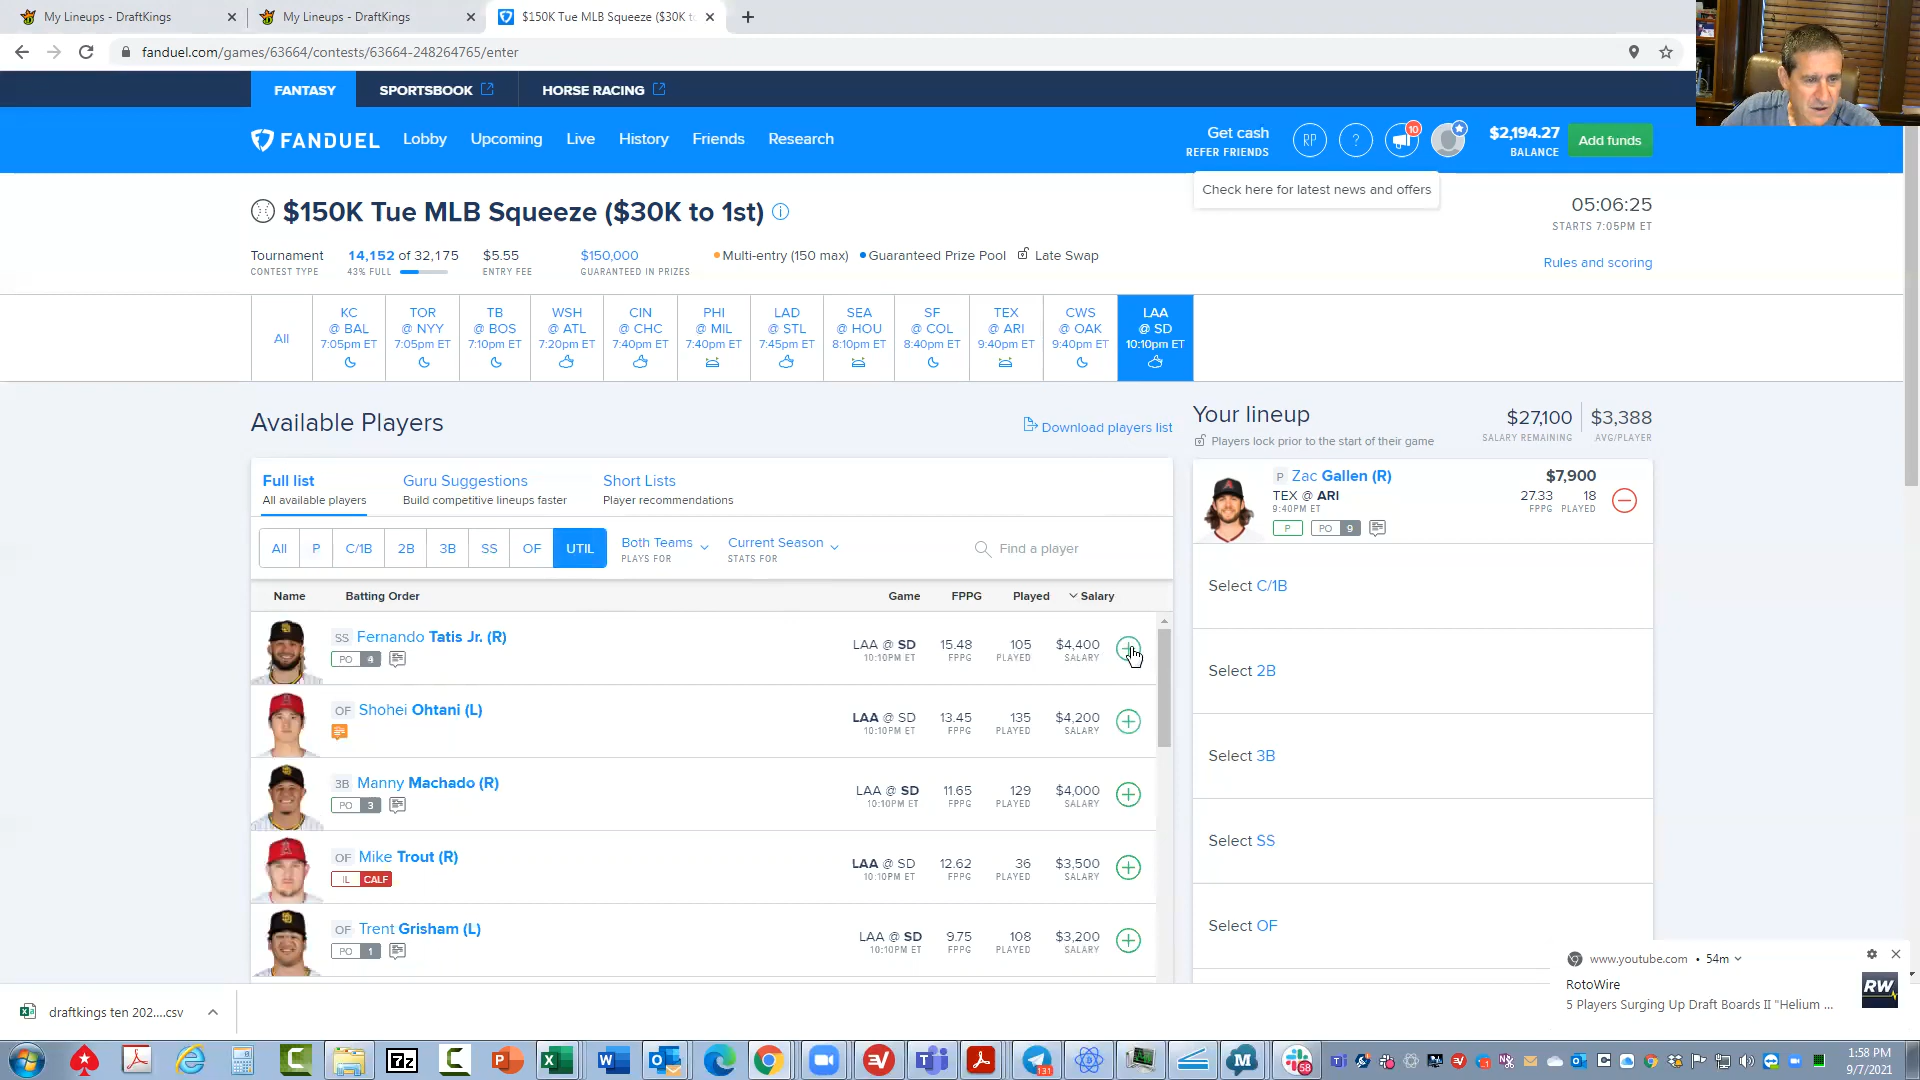 My Lineups - DraftKings
My Lineups - DraftKings
$150K Tue MLB Squeeze ($30K to
fanduel.com/games/63664/contests/63664-248264765/enter
FANTASY
SPORTSBOOK
HORSE RACING
FANDUEL
Lobby
Upcoming
Live
History
Friends
Research
Get cash
REFER FRIENDS
RP
?
10
$2,194.27
BALANCE
Add funds
Check here for latest news and offers
$150K Tue MLB Squeeze ($30K to 1st)
05:06:25
STARTS 7:05PM ET
Tournament
CONTEST TYPE
14,152 of 32,175
43% FULL
$5.55
ENTRY FEE
$150,000
GUARANTEED IN PRIZES
Multi-entry (150 max)
Guaranteed Prize Pool
Late Swap
Rules and scoring
All
KC
@ BAL
7:05pm ET
TOR
@ NYY
7:05pm ET
TB
@ BOS
7:10pm ET
WSH
@ ATL
7:20pm ET
CIN
@ CHC
7:40pm ET
PHI
@ MIL
7:40pm ET
LAD
@ STL
7:45pm ET
SEA
@ HOU
8:10pm ET
SF
@ COL
8:40pm ET
TEX
@ ARI
9:40pm ET
CWS
@ OAK
9:40pm ET
LAA
@ SD
10:10pm ET
Available Players
Download players list
Full list
All available players
Guru Suggestions
Build competitive lineups faster
Short Lists
Player recommendations
All
P
C/1B
2B
3B
SS
OF
UTIL
Both Teams
PLAYS FOR
Current Season
STATS FOR
Find a player
Name
Batting Order
Game
FPPG
Played
Salary
SS Fernando Tatis Jr. (R)
PO 4
LAA @ SD
10:10PM ET
15.48
FPPG
105
PLAYED
$4,400
SALARY
OF Shohei Ohtani (L)
LAA @ SD
10:10PM ET
13.45
FPPG
135
PLAYED
$4,200
SALARY
3B Manny Machado (R)
PO 3
LAA @ SD
10:10PM ET
11.65
FPPG
129
PLAYED
$4,000
SALARY
OF Mike Trout (R)
IL CALF
LAA @ SD
10:10PM ET
12.62
FPPG
36
PLAYED
$3,500
SALARY
OF Trent Grisham (L)
PO 1
LAA @ SD
10:10PM ET
9.75
FPPG
108
PLAYED
$3,200
SALARY
Your lineup
Players lock prior to the start of their game
$27,100
SALARY REMAINING
$3,388
AVG/PLAYER
P Zac Gallen (R)
TEX @ ARI
9:40PM ET
P PO 9
$7,900
27.33
FPPG
18
PLAYED
Select C/1B
Select 2B
Select 3B
Select SS
Select OF
www.youtube.com • 54m
RotoWire
5 Players Surging Up Draft Boards II "Helium ...
RW
draftkings ten 202....csv
131
58
1:58 PM
9/7/2021